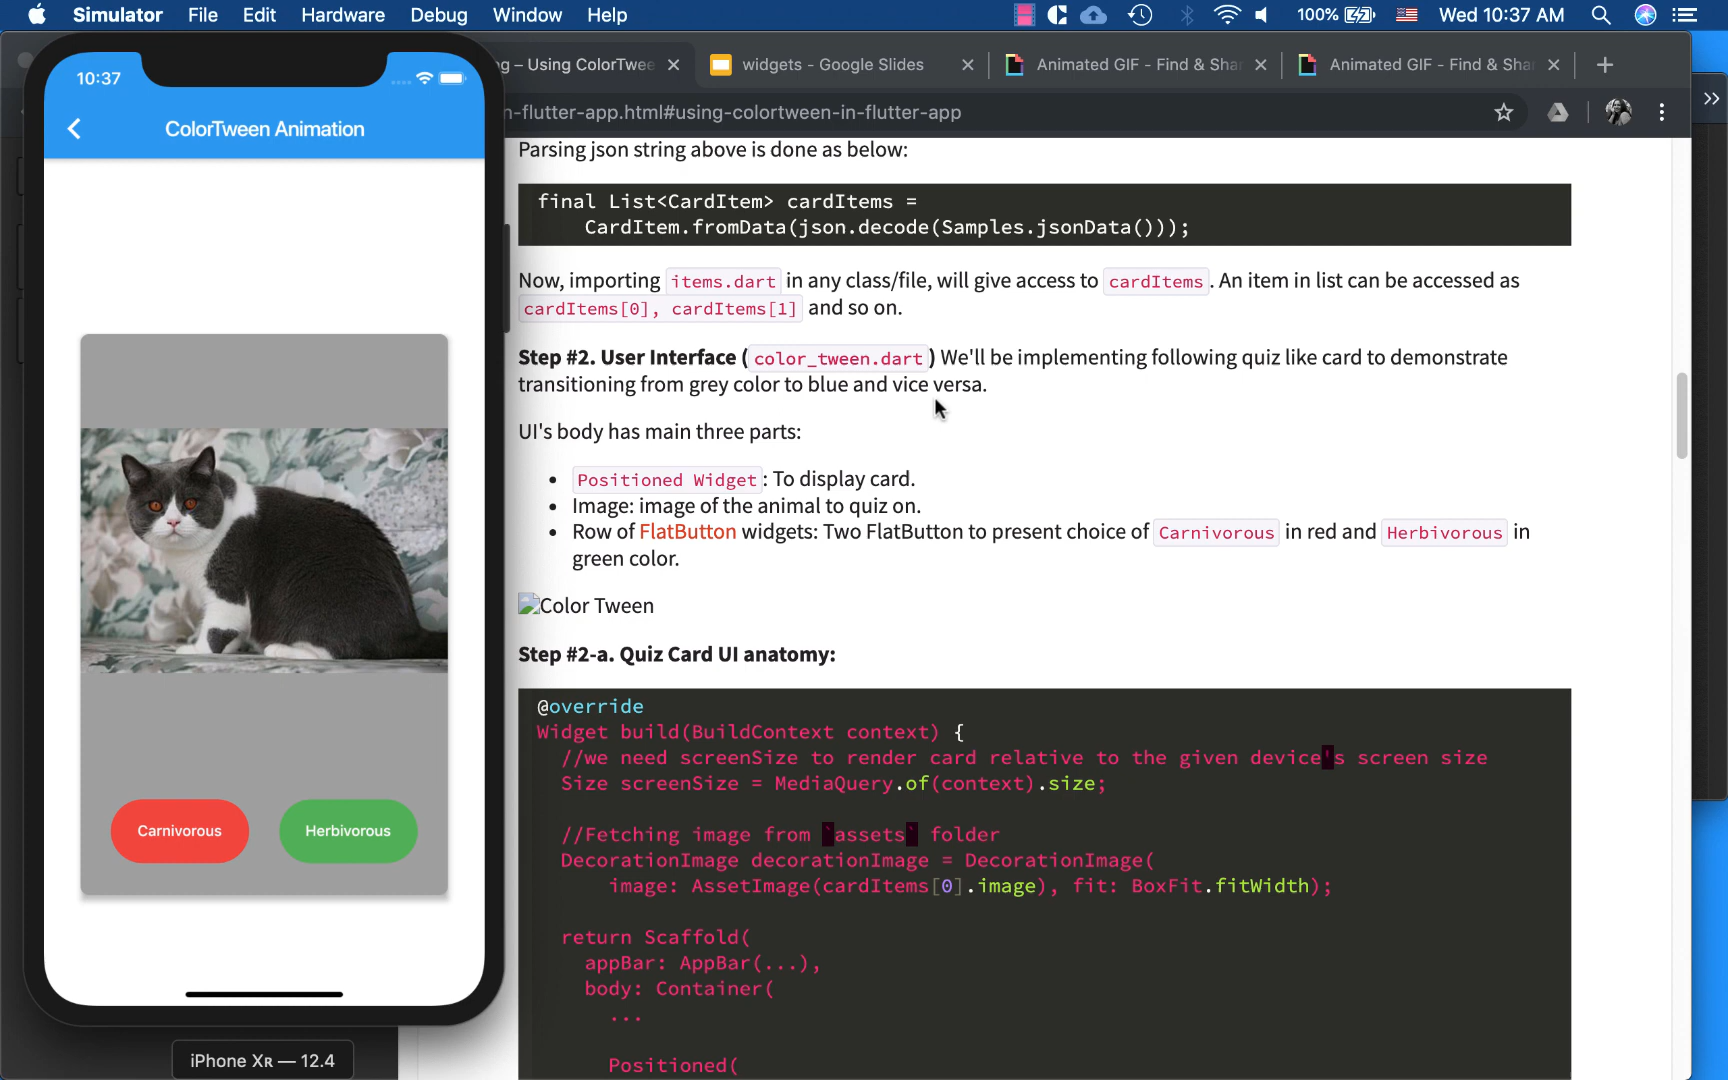 Simulator File Edit Hardware Debug Window Help 100% Wed 10:37 AM
10:37
ColorTween Animation
Carnivorous Herbivorous
iPhone XR — 12.4
g – Using ColorTwee widgets - Google Slides Animated GIF - Find & Sha Animated GIF - Find & Sha
n-flutter-app.html#using-colortween-in-flutter-app
Parsing json string above is done as below:
final List<CardItem> cardItems =
CardItem.fromData(json.decode(Samples.jsonData()));
Now, importing items.dart in any class/file, will give access to cardItems. An item in list can be accessed as
cardItems[0], cardItems[1] and so on.
Step #2. User Interface (color_tween.dart) We'll be implementing following quiz like card to demonstrate
transitioning from grey color to blue and vice versa.
UI's body has main three parts:
• Positioned Widget: To display card.
• Image: image of the animal to quiz on.
• Row of FlatButton widgets: Two FlatButton to present choice of Carnivorous in red and Herbivorous in
green color.
Color Tween
Step #2-a. Quiz Card UI anatomy:
@override
Widget build(BuildContext context) {
//we need screenSize to render card relative to the given device's screen size
Size screenSize = MediaQuery.of(context).size;
//Fetching image from `assets` folder
DecorationImage decorationImage = DecorationImage(
image: AssetImage(cardItems[0].image), fit: BoxFit.fitWidth);
return Scaffold(
appBar: AppBar(...),
body: Container(
...
Positioned(